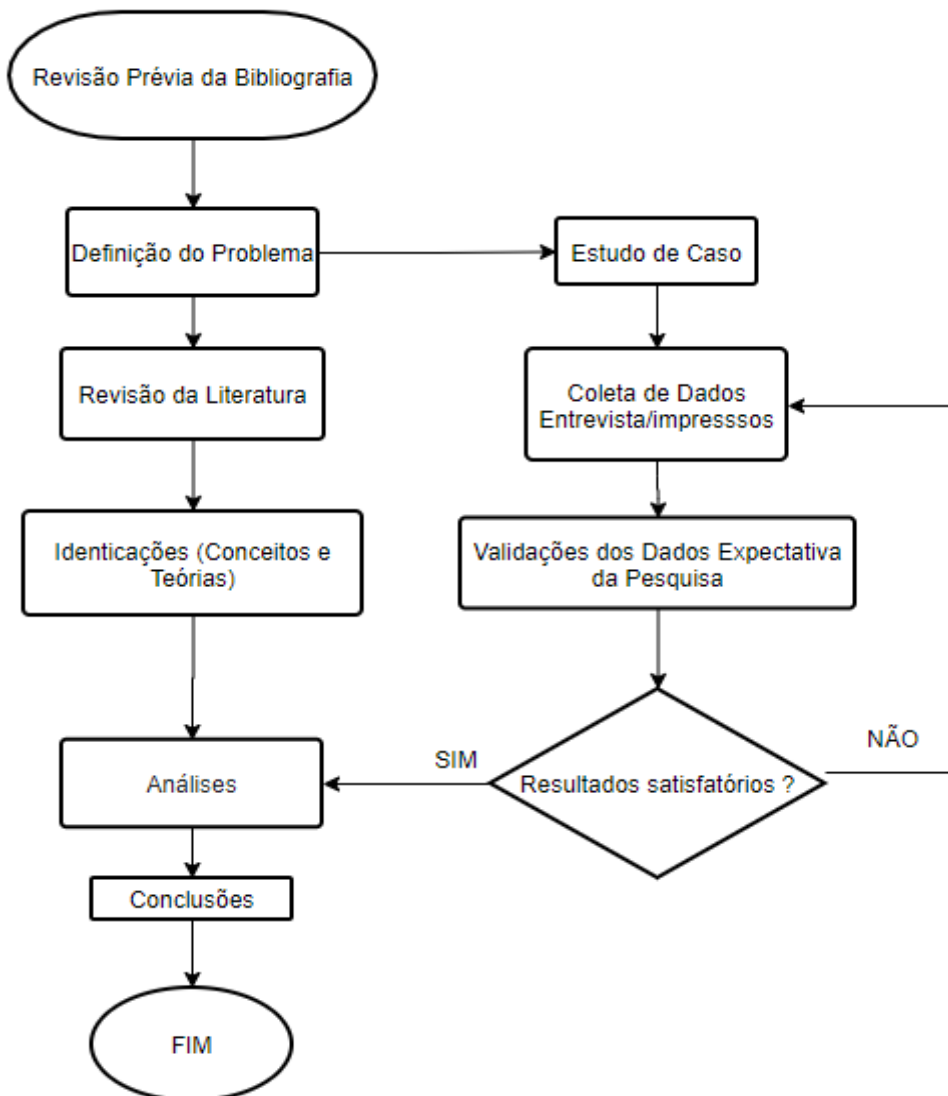 Revisão Prévia da Bibliografia
Definição do Problema
Estudo de Caso
Revisão da Literatura
Coleta de Dados
Entrevista/impresssos
Identicações (Conceitos e
Teórias)
Validações dos Dados Expectativa
da Pesquisa
Análises
SIM
Resultados satisfatórios ?
NÃO
Conclusões
FIM